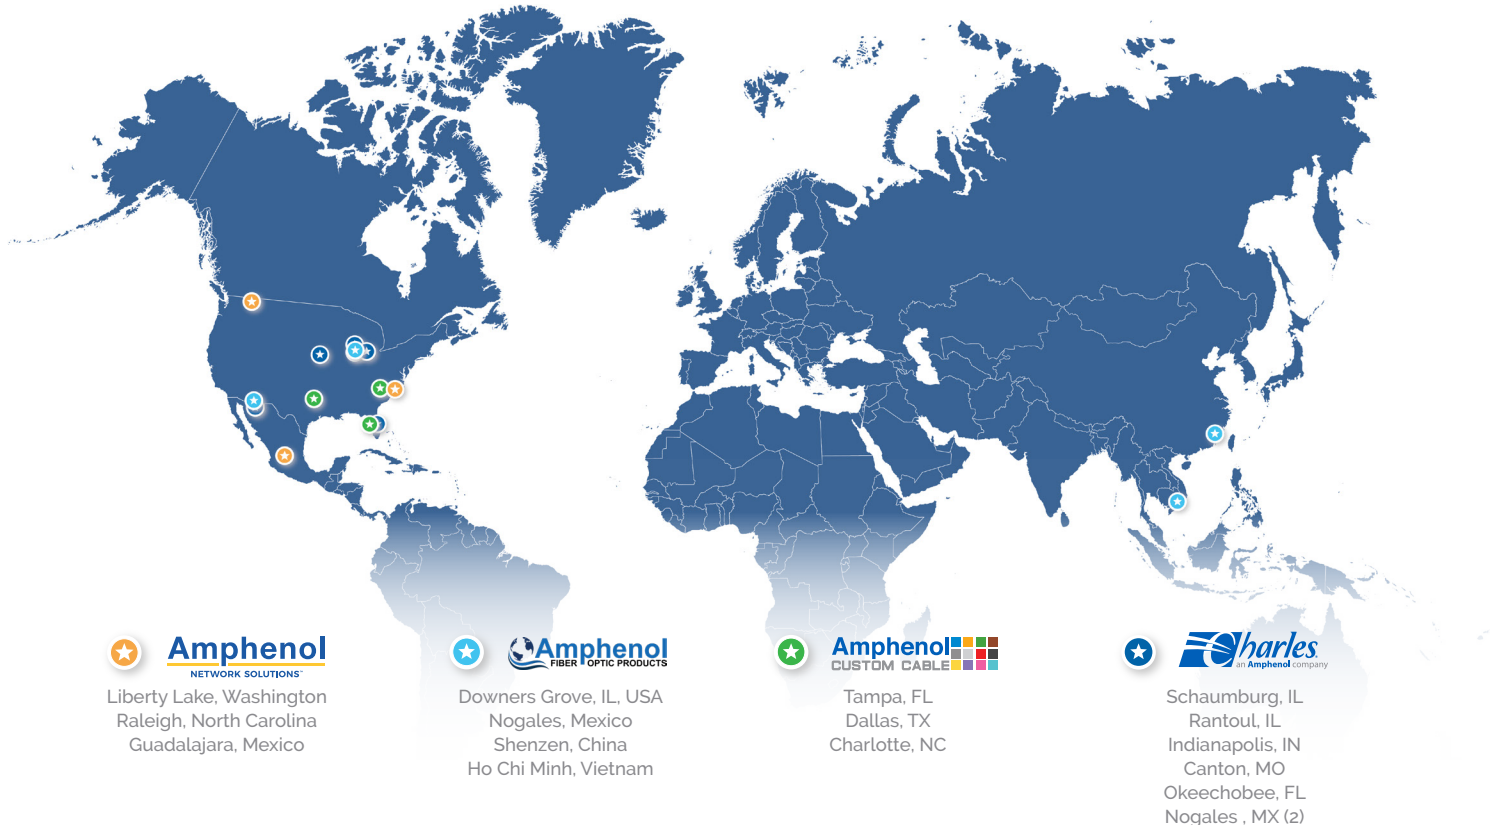 Amphenol
NETWORK SOLUTIONS™
Liberty Lake, Washington
Raleigh, North Carolina
Guadalajara, Mexico
Amphenol
FIBER OPTIC PRODUCTS
Downers Grove, IL, USA
Nogales, Mexico
Shenzen, China
Ho Chi Minh, Vietnam
Amphenol
CUSTOM CABLE
Tampa, FL
Dallas, TX
Charlotte, NC
Charles.
an Amphenol company
Schaumburg, IL
Rantoul, IL
Indianapolis, IN
Canton, MO
Okeechobee, FL
Nogales , MX (2)